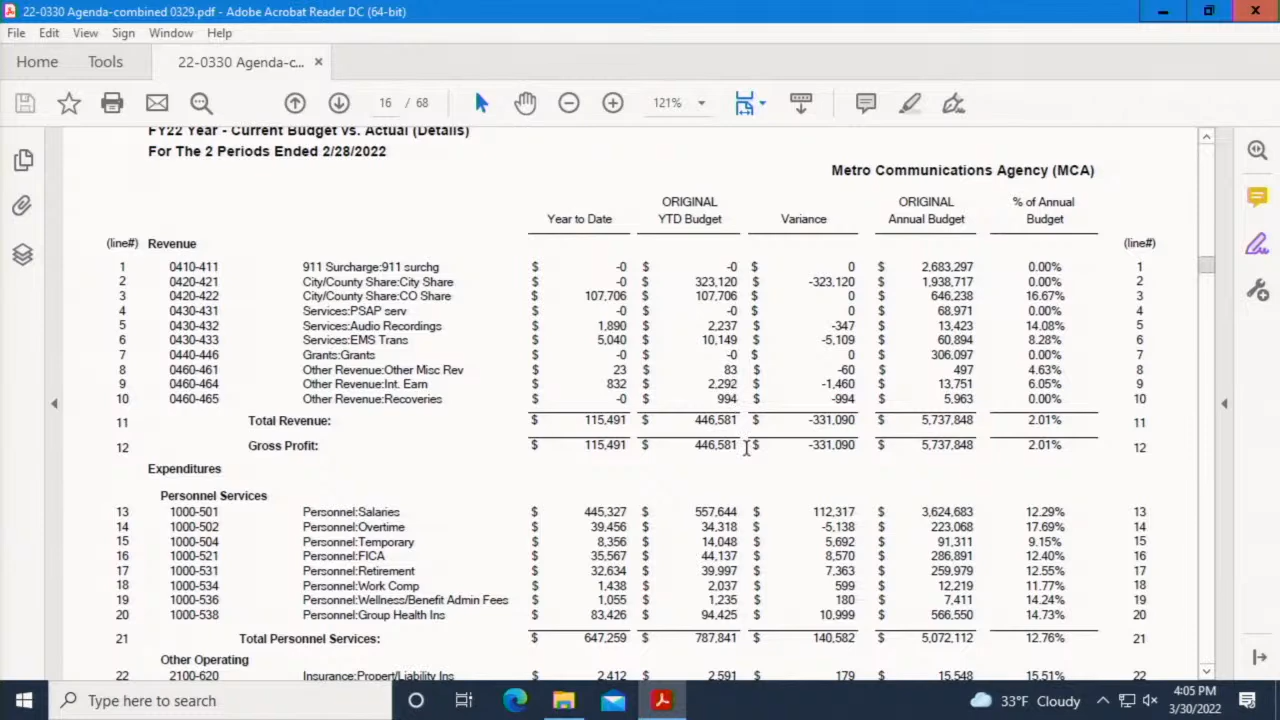 22-0330 Agenda-combined 0329.pdf - Adobe Acrobat Reader DC (64-bit)
File Edit View Sign Window Help
Home Tools 22-0330 Agenda-c... ×
16 / 68 121%
FY22 Year - Current Budget vs. Actual (Details)
For The 2 Periods Ended 2/28/2022
Metro Communications Agency (MCA)
ORIGINAL ORIGINAL % of Annual
Year to Date YTD Budget Variance Annual Budget Budget
(line#) Revenue (line#)
1 0410-411 911 Surcharge:911 surchg $ -0 $ -0 $ 0 $ 2,683,297 0.00% 1
2 0420-421 City/County Share:City Share $ -0 $ 323,120 $ -323,120 $ 1,938,717 0.00% 2
3 0420-422 City/County Share:CO Share $ 107,706 $ 107,706 $ 0 $ 646,238 16.67% 3
4 0430-431 Services:PSAP serv $ -0 $ -0 $ 0 $ 68,971 0.00% 4
5 0430-432 Services:Audio Recordings $ 1,890 $ 2,237 $ -347 $ 13,423 14.08% 5
6 0430-433 Services:EMS Trans $ 5,040 $ 10,149 $ -5,109 $ 60,894 8.28% 6
7 0440-446 Grants:Grants $ -0 $ -0 $ 0 $ 306,097 0.00% 7
8 0460-461 Other Revenue:Other Misc Rev $ 23 $ 83 $ -60 $ 497 4.63% 8
9 0460-464 Other Revenue:Int. Earn $ 832 $ 2,292 $ -1,460 $ 13,751 6.05% 9
10 0460-465 Other Revenue:Recoveries $ -0 $ 994 $ -994 $ 5,963 0.00% 10
11 Total Revenue: $ 115,491 $ 446,581 $ -331,090 $ 5,737,848 2.01% 11
12 Gross Profit: $ 115,491 $ 446,581 $ -331,090 $ 5,737,848 2.01% 12
Expenditures
Personnel Services
13 1000-501 Personnel:Salaries $ 445,327 $ 557,644 $ 112,317 $ 3,624,683 12.29% 13
14 1000-502 Personnel:Overtime $ 39,456 $ 34,318 $ -5,138 $ 223,068 17.69% 14
15 1000-504 Personnel:Temporary $ 8,356 $ 14,048 $ 5,692 $ 91,311 9.15% 15
16 1000-521 Personnel:FICA $ 35,567 $ 44,137 $ 8,570 $ 286,891 12.40% 16
17 1000-531 Personnel:Retirement $ 32,634 $ 39,997 $ 7,363 $ 259,979 12.55% 17
18 1000-534 Personnel:Work Comp $ 1,438 $ 2,037 $ 599 $ 12,219 11.77% 18
19 1000-536 Personnel:Wellness/Benefit Admin Fees $ 1,055 $ 1,235 $ 180 $ 7,411 14.24% 19
20 1000-538 Personnel:Group Health Ins $ 83,426 $ 94,425 $ 10,999 $ 566,550 14.73% 20
21 Total Personnel Services: $ 647,259 $ 787,841 $ 140,582 $ 5,072,112 12.76% 21
Other Operating
22 2100-620 Insurance:Propert/Liability Ins $ 2,412 $ 2,591 $ 179 $ 15,548 15.51% 22
Type here to search 33°F Cloudy 4:05 PM
3/30/2022